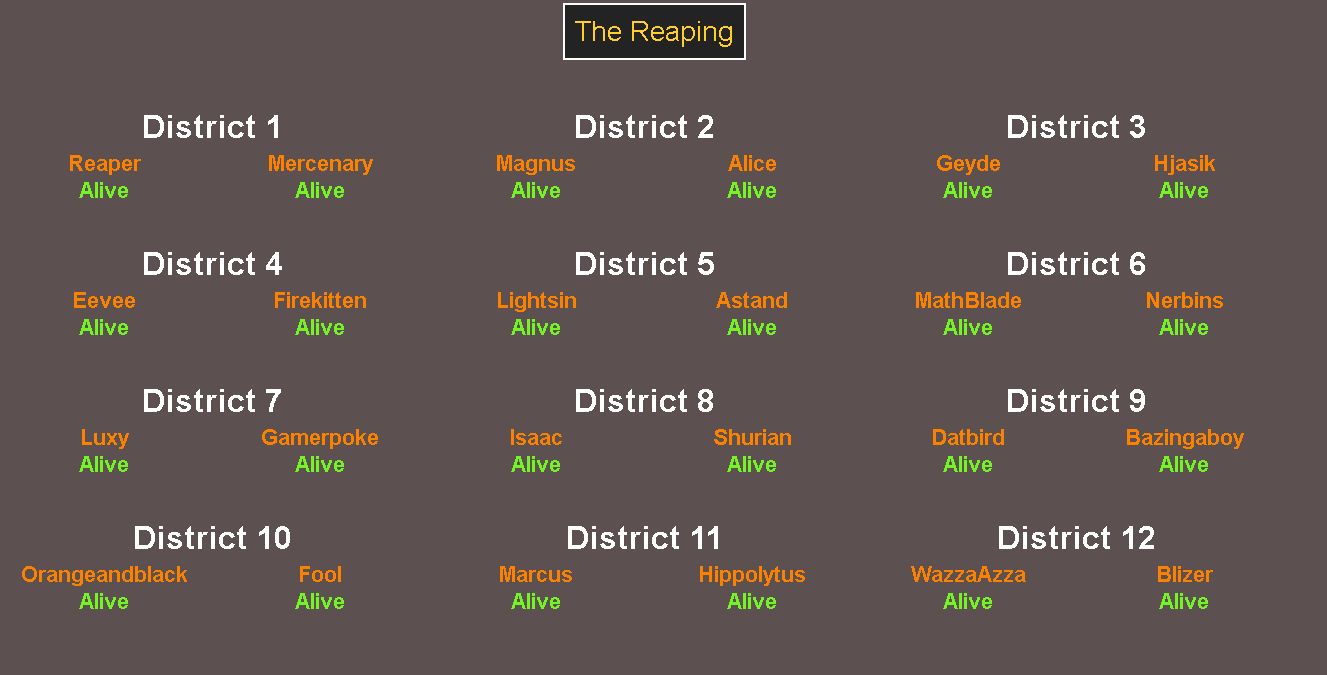 The Reaping
District 1 District 2 District 3
Reaper Mercenary Magnus Alice Geyde Hjasik
Alive Alive Alive Alive Alive Alive
District 4 District 5 District 6
Eevee Firekitten Lightsin Astand MathBlade Nerbins
Alive Alive Alive Alive Alive Alive
District 7 District 8 District 9
Luxy Gamerpoke Isaac Shurian Datbird Bazingaboy
Alive Alive Alive Alive Alive Alive
District 10 District 11 District 12
Orangeandblack Fool Marcus Hippolytus WazzaAzza Blizer
Alive Alive Alive Alive Alive Alive